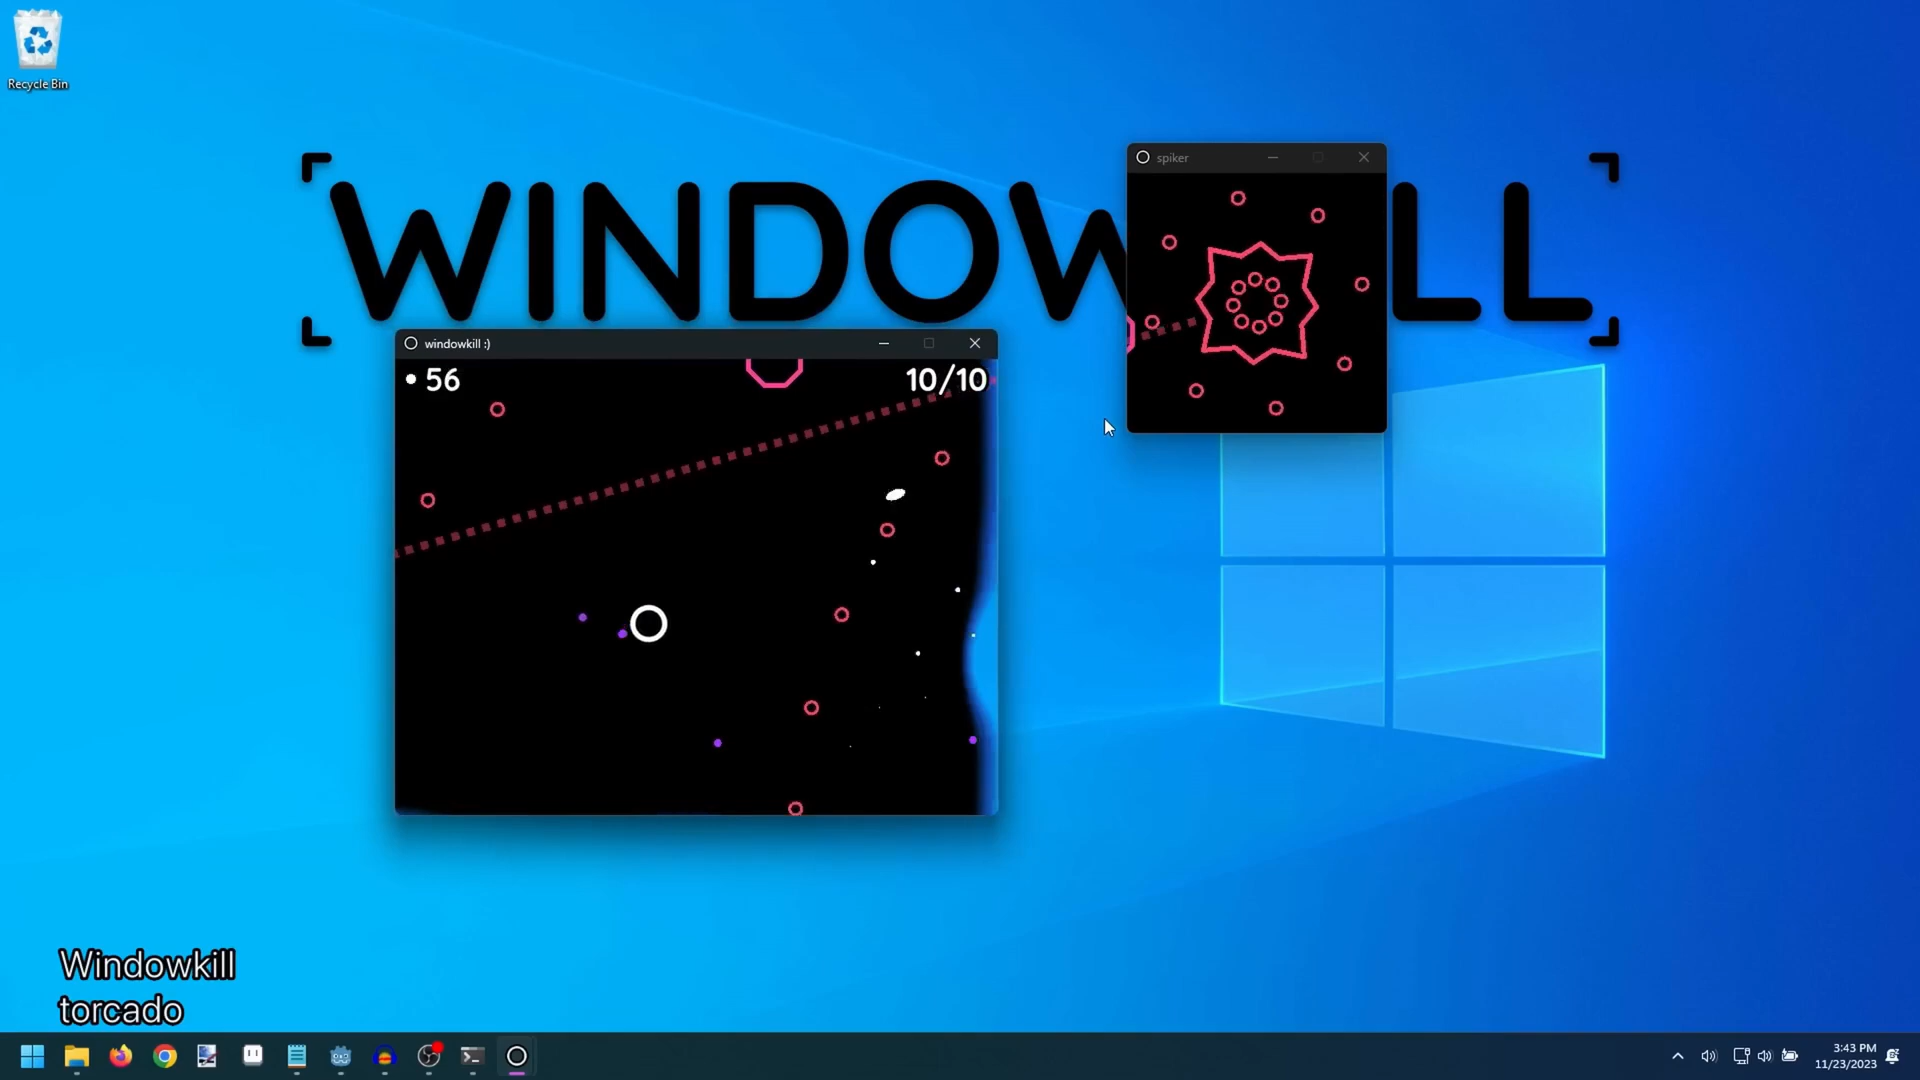 Recycle Bin
WINDOW LL
spiker
windowkill :)
56
10/10
Windowkill
torcado
3:43 PM
11/23/2023